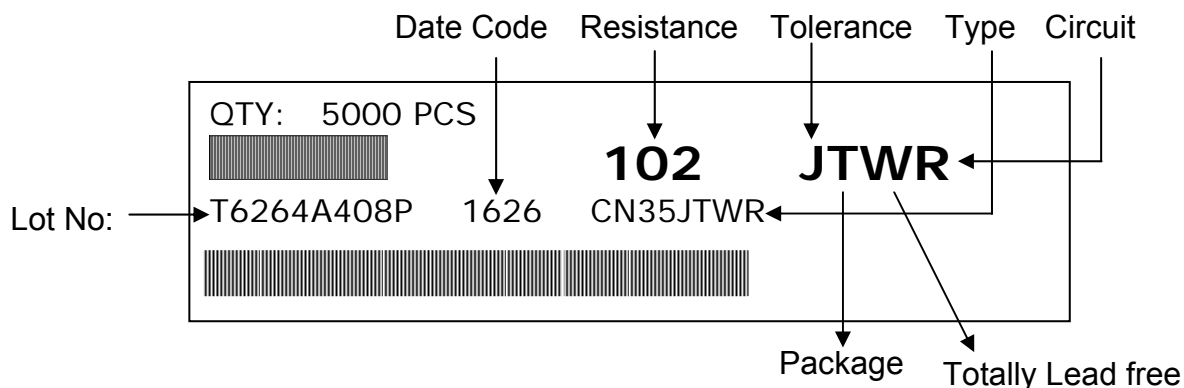 Date Code Resistance Tolerance Type Circuit
QTY: 5000 PCS
102 JTWR
Lot No: T6264A408P 1626 CN35JTWR
Package Totally Lead free